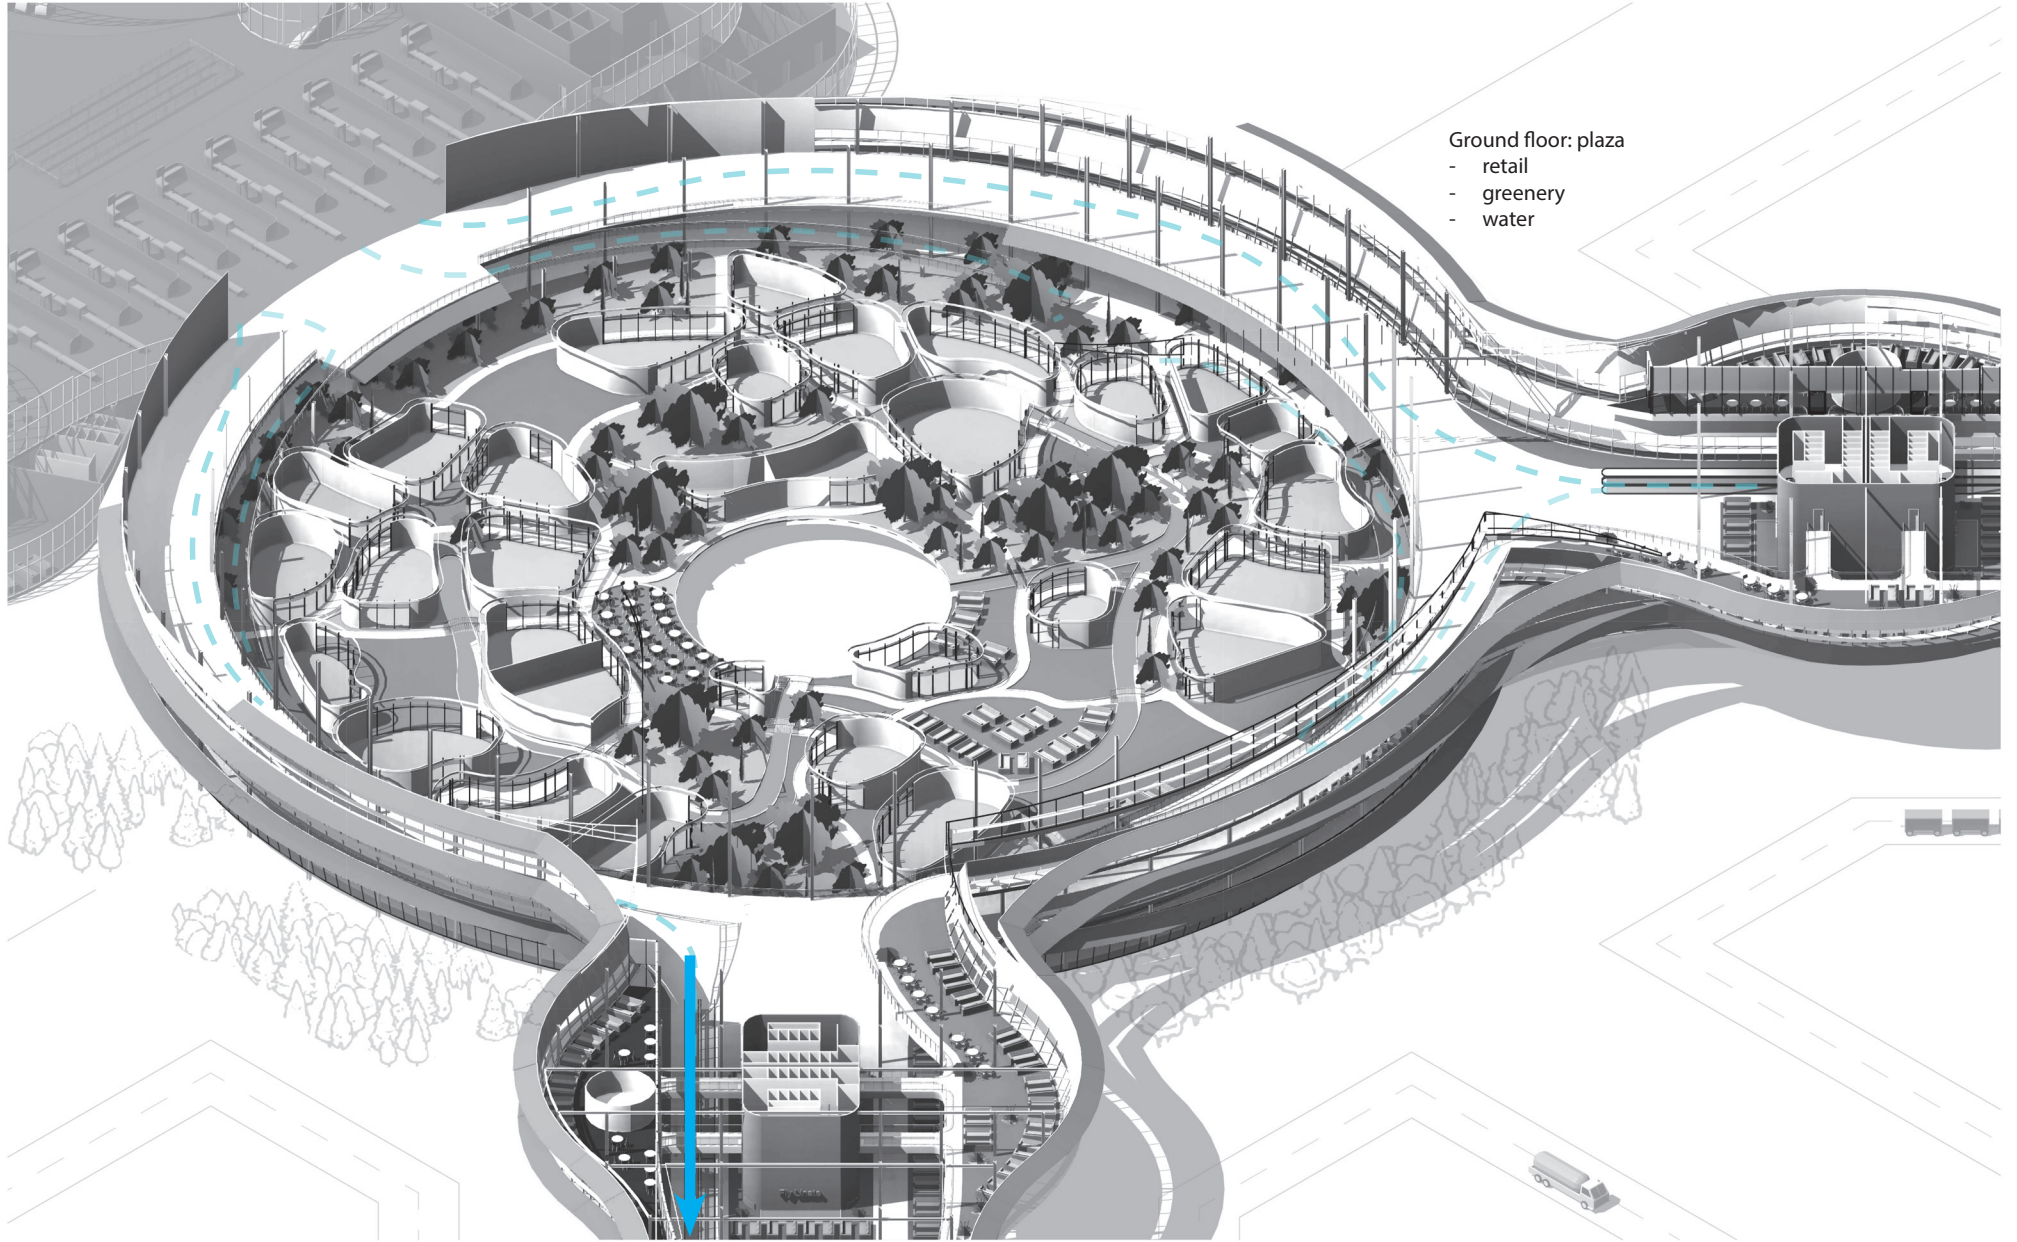 Ground floor: plaza
- retail
- greenery
- water